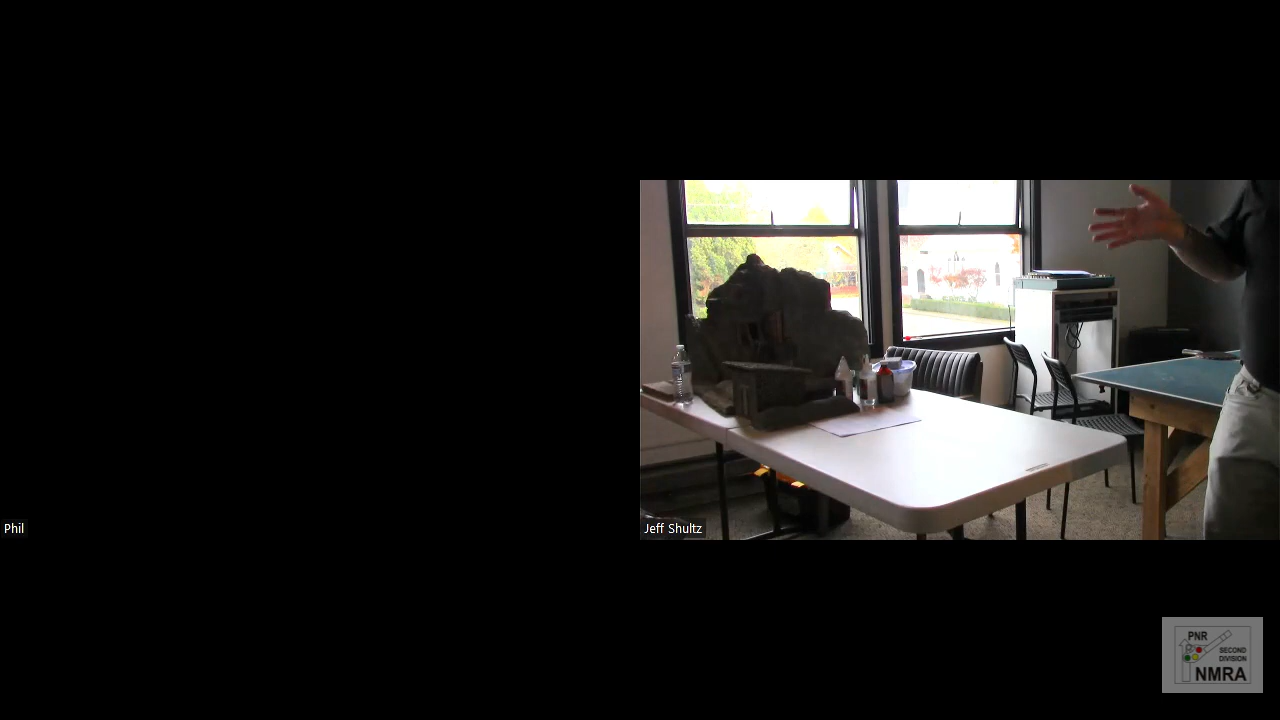 Phil
Jeff Shultz
PNR
SECOND
DIVISION
NMRA